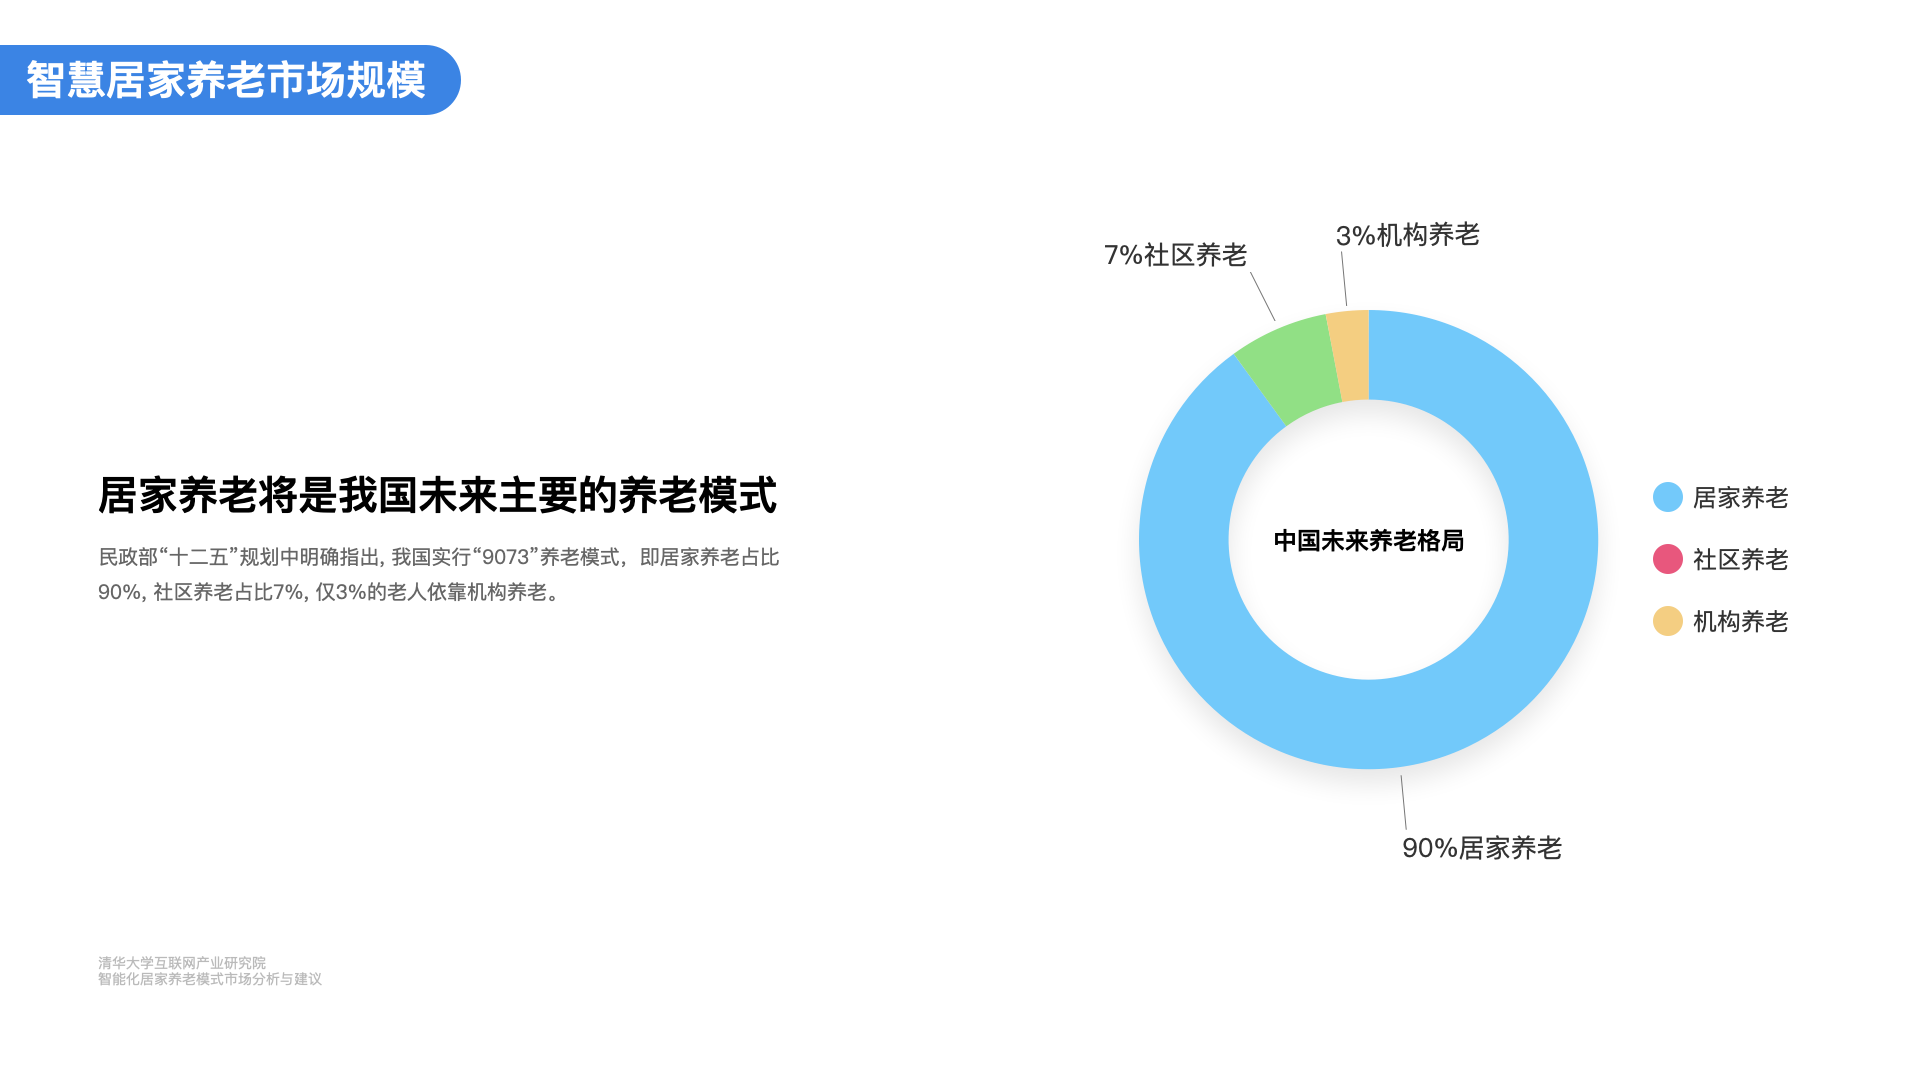 智慧居家养老市场规模
居家养老将是我国未来主要的养老模式
民政部“十二五”规划中明确指出, 我国实行“9073”养老模式，即居家养老占比
90%, 社区养老占比7%, 仅3%的老人依靠机构养老。
7%社区养老
3%机构养老
中国未来养老格局
90%居家养老
居家养老
社区养老
机构养老
清华大学互联网产业研究院
智能化居家养老模式市场分析与建议